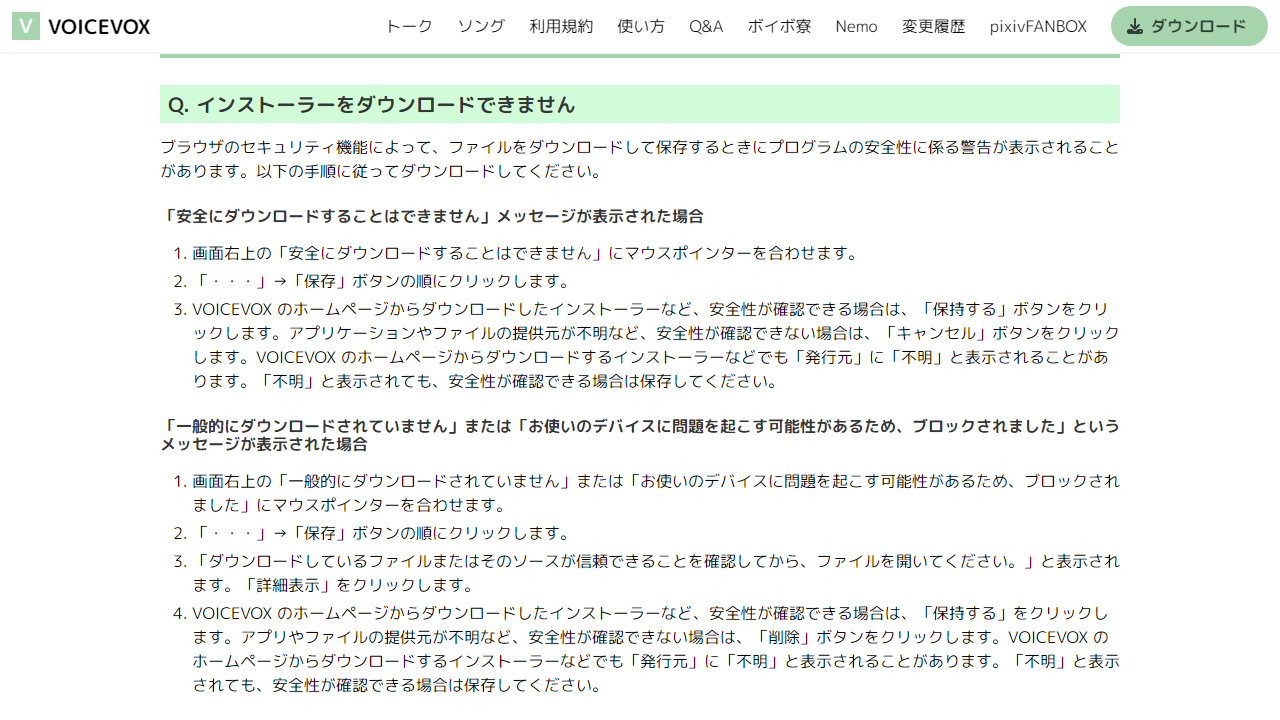 V VOICEVOX
トーク ソング 利用規約 使い方 Q&A ボイボ寮 Nemo 変更履歴 pixivFANBOX ダウンロード
Q. インストーラーをダウンロードできません
ブラウザのセキュリティ機能によって、ファイルをダウンロードして保存するときにプログラムの安全性に係る警告が表示されること
があります。以下の手順に従ってダウンロードしてください。
「安全にダウンロードすることはできません」メッセージが表示された場合
1. 画面右上の「安全にダウンロードすることはできません」にマウスポインターを合わせます。
2. 「・・・」→「保存」ボタンの順にクリックします。
3. VOICEVOX のホームページからダウンロードしたインストーラーなど、安全性が確認できる場合は、「保持する」ボタンをクリ
ックします。アプリケーションやファイルの提供元が不明など、安全性が確認できない場合は、「キャンセル」ボタンをクリック
します。VOICEVOX のホームページからダウンロードするインストーラーなどでも「発行元」に「不明」と表示されることがあ
ります。「不明」と表示されても、安全性が確認できる場合は保存してください。
「一般的にダウンロードされていません」または「お使いのデバイスに問題を起こす可能性があるため、ブロックされました」という
メッセージが表示された場合
1. 画面右上の「一般的にダウンロードされていません」または「お使いのデバイスに問題を起こす可能性があるため、ブロックされ
ました」にマウスポインターを合わせます。
2. 「・・・」→「保存」ボタンの順にクリックします。
3. 「ダウンロードしているファイルまたはそのソースが信頼できることを確認してから、ファイルを開いてください。」と表示され
ます。「詳細表示」をクリックします。
4. VOICEVOX のホームページからダウンロードしたインストーラーなど、安全性が確認できる場合は、「保持する」をクリックし
ます。アプリやファイルの提供元が不明など、安全性が確認できない場合は、「削除」ボタンをクリックします。VOICEVOX の
ホームページからダウンロードするインストーラーなどでも「発行元」に「不明」と表示されることがあります。「不明」と表示
されても、安全性が確認できる場合は保存してください。